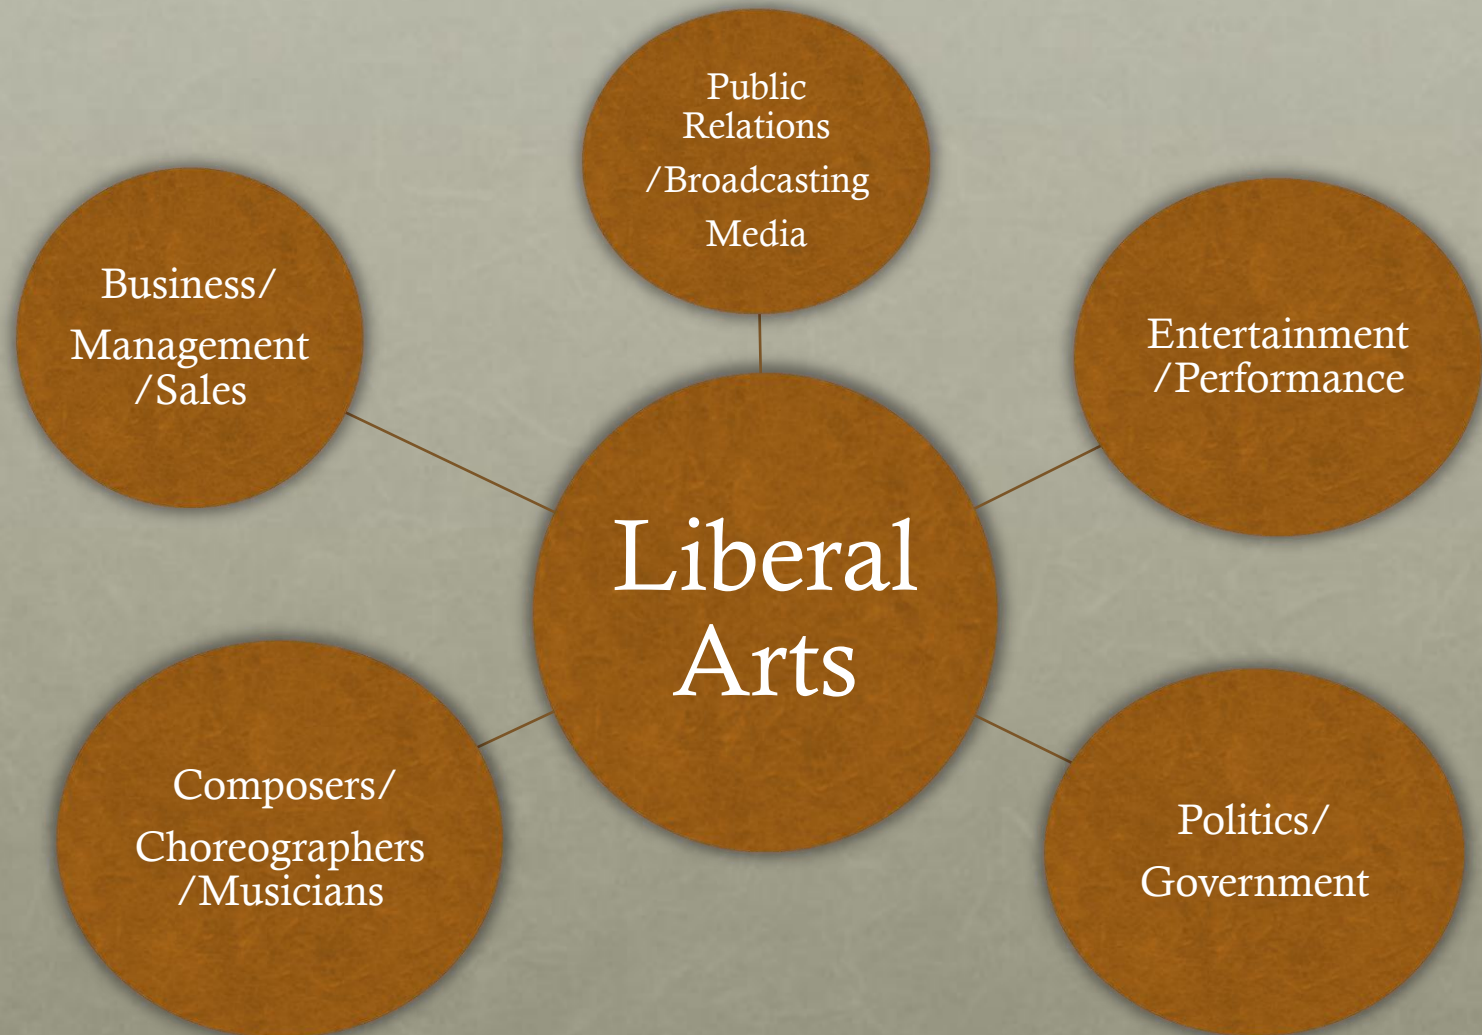 Public
Relations
/Broadcasting
Media
Business/
Management
/Sales
Entertainment
/Performance
Liberal
Arts
Composers/
Choreographers
/Musicians
Politics/
Government